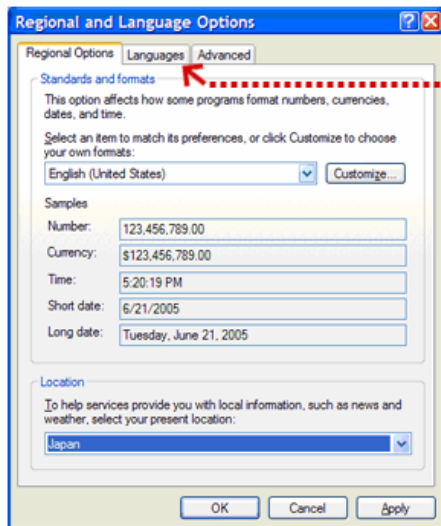 Regional and Language Options
Regional Options Languages Advanced
Standards and formats
This option affects how some programs format numbers, currencies,
dates, and time.
Select an item to match its preferences, or click Customize to choose
your own formats:
English (United States) Customize...
Samples
Number: 123,456,789.00
Currency: $123,456,789.00
Time: 5:20:19 PM
Short date: 6/21/2005
Long date: Tuesday, June 21, 2005
Location
To help services provide you with local information, such as news and
weather, select your present location:
Japan
OK Cancel Apply